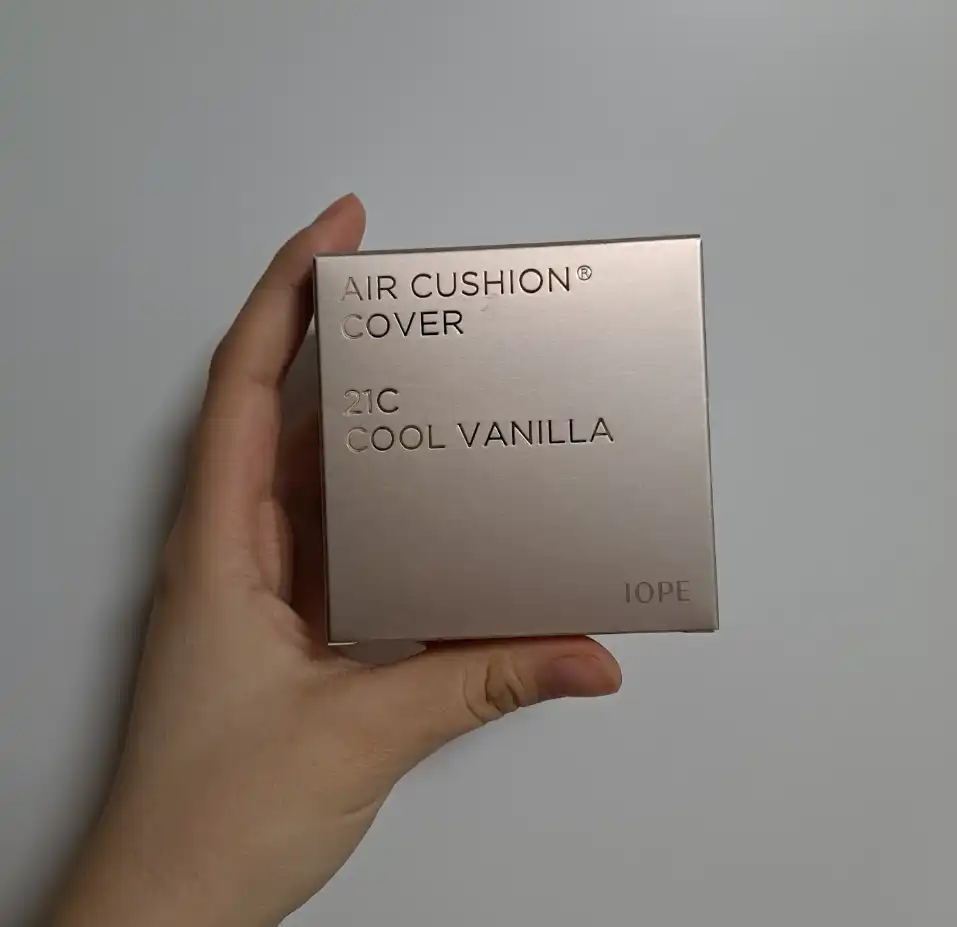 AIR CUSHION®
COVER
21C
COOL VANILLA
IOPE